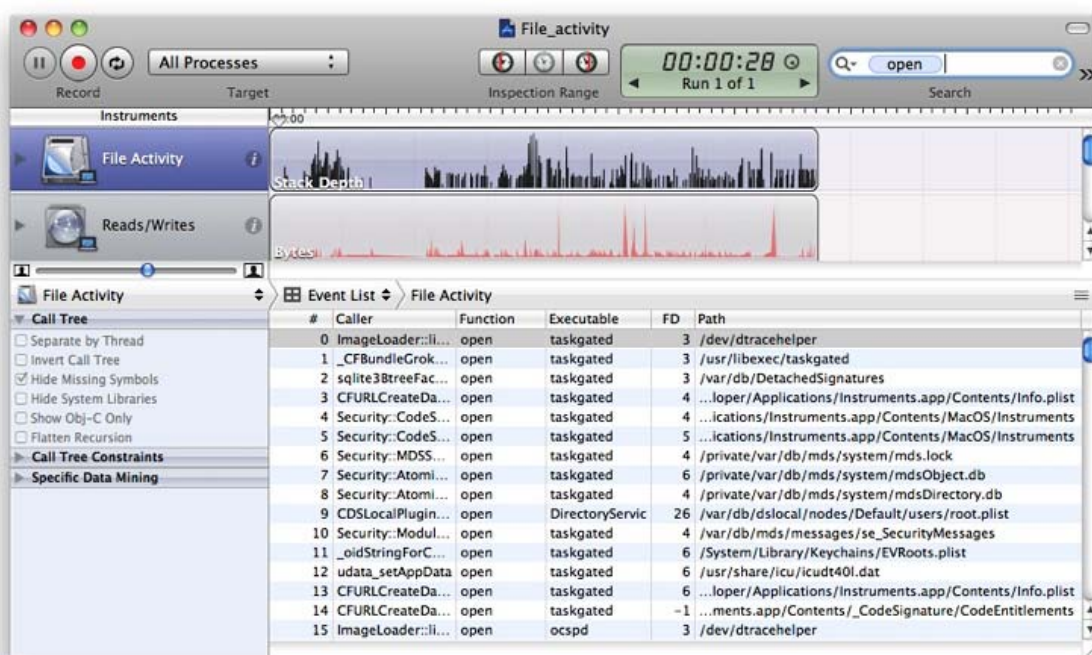 File_activity
All Processes
00:00:28
Run 1 of 1
open
Record
Target
Inspection Range
Search
Instruments
00:00
File Activity
Stack Depth
Reads/Writes
Bytes
File Activity
Event List
File Activity
Call Tree
Separate by Thread
Invert Call Tree
Hide Missing Symbols
Hide System Libraries
Show Obj-C Only
Flatten Recursion
Call Tree Constraints
Specific Data Mining
# Caller Function Executable FD Path
0 ImageLoader::li... open taskgated 3 /dev/dtracehelper
1 _CFBundleGrok... open taskgated 3 /usr/libexec/taskgated
2 sqlite3BtreeFac... open taskgated 3 /var/db/DetachedSignatures
3 CFURLCreateDa... open taskgated 4 ...loper/Applications/Instruments.app/Contents/Info.plist
4 Security::CodeS... open taskgated 4 ...ications/Instruments.app/Contents/MacOS/Instruments
5 Security::CodeS... open taskgated 5 ...ications/Instruments.app/Contents/MacOS/Instruments
6 Security::MDSS... open taskgated 4 /private/var/db/mds/system/mds.lock
7 Security::Atomi... open taskgated 6 /private/var/db/mds/system/mdsObject.db
8 Security::Atomi... open taskgated 4 /private/var/db/mds/system/mdsDirectory.db
9 CDSLocalPlugin... open DirectoryServic 26 /var/db/dslocal/nodes/Default/users/root.plist
10 Security::Modul... open taskgated 4 /var/db/mds/messages/se_SecurityMessages
11 _oidStringForC... open taskgated 6 /System/Library/Keychains/EVRoots.plist
12 udata_setAppData open taskgated 6 /usr/share/icu/icudt40l.dat
13 CFURLCreateDa... open taskgated 6 ...loper/Applications/Instruments.app/Contents/Info.plist
14 CFURLCreateDa... open taskgated -1 ...ments.app/Contents/_CodeSignature/CodeEntitlements
15 ImageLoader::li... open ocspd 3 /dev/dtracehelper